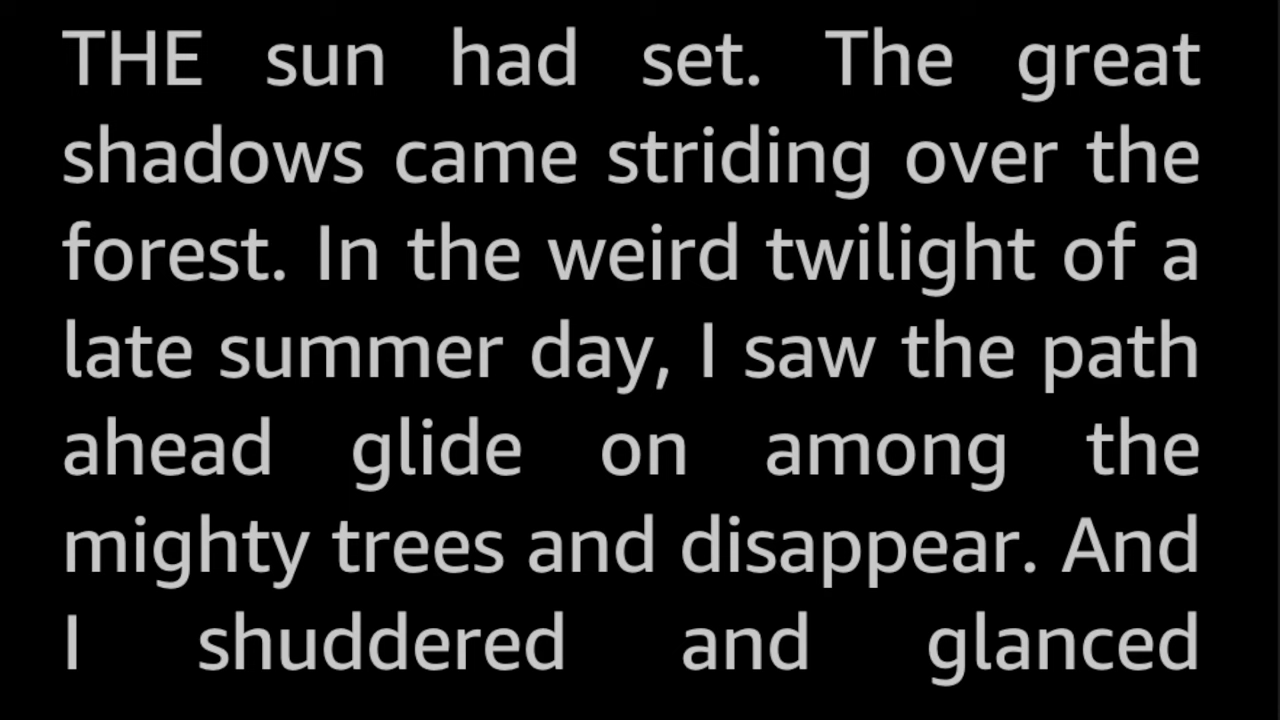 THE sun had set. The great
shadows came striding over the
forest. In the weird twilight of a
late summer day, I saw the path
ahead glide on among the
mighty trees and disappear. And
I shuddered and glanced